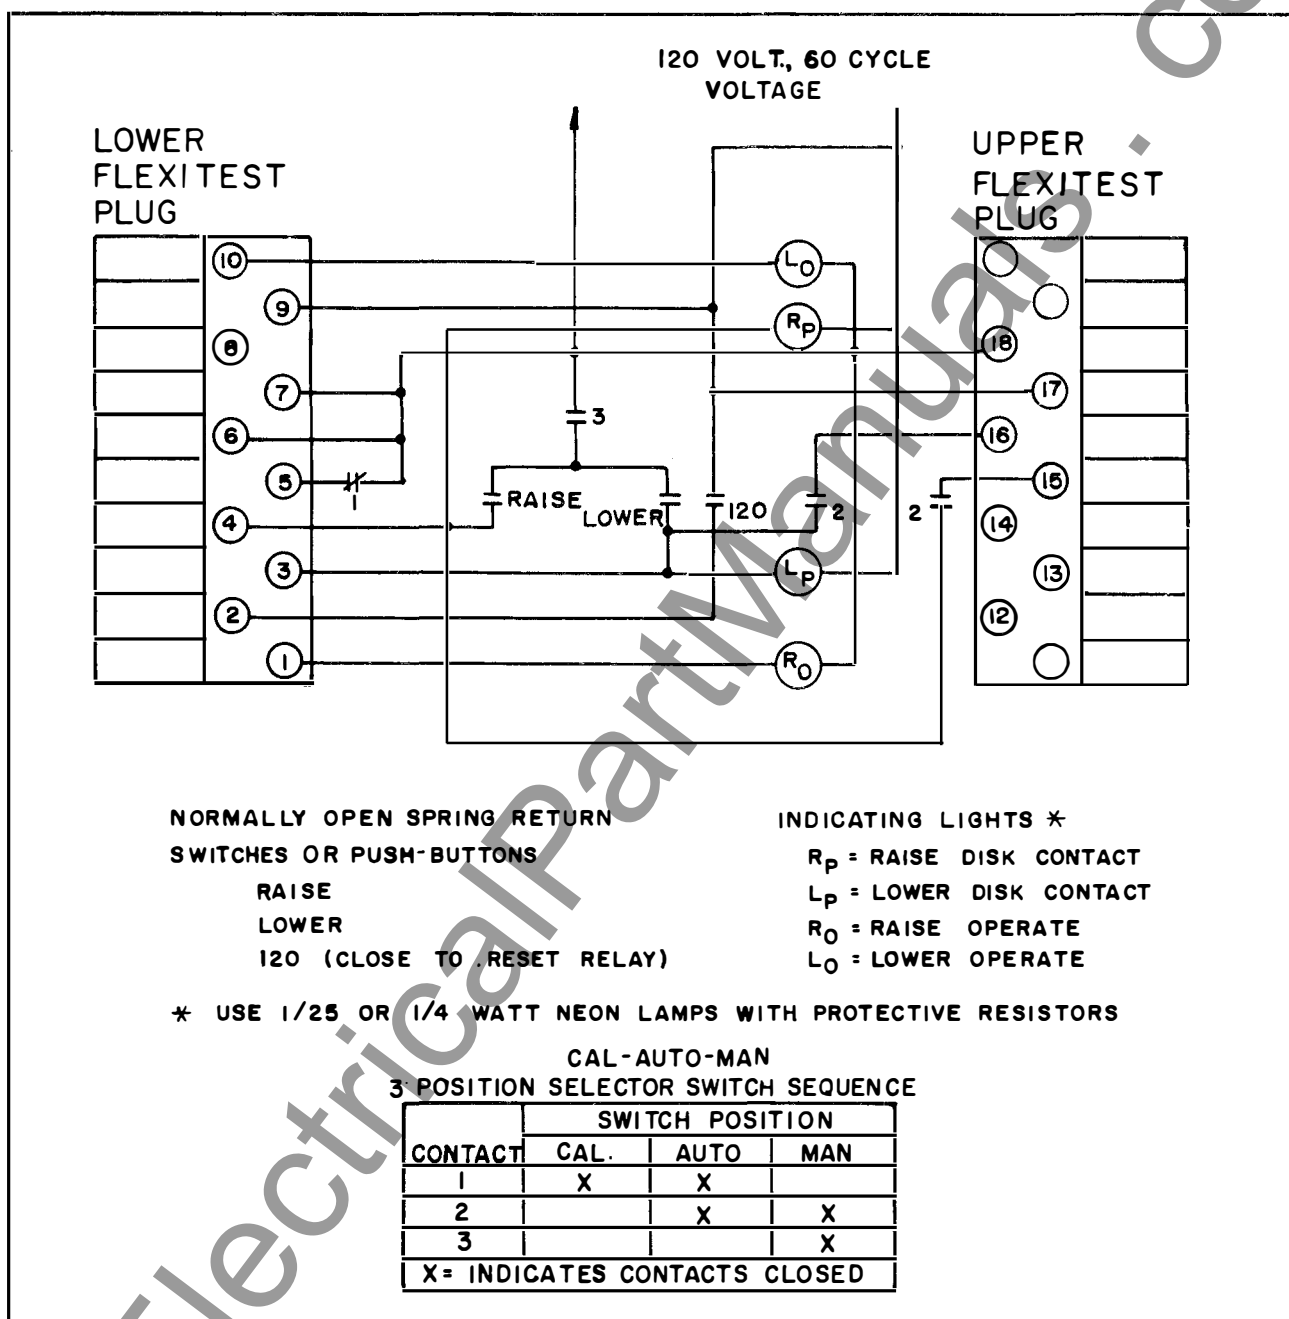 120 VOLT., 60 CYCLE
VOLTAGE
LOWER
FLEXITEST
PLUG
UPPER
FLEXITEST
PLUG
10
9
8
7
6
5
4
3
2
1
LO
RP
LP
RO
18
17
16
15
14
13
12
3
1
RAISE
LOWER
120
2
2
NORMALLY OPEN SPRING RETURN
SWITCHES OR PUSH-BUTTONS
RAISE
LOWER
120 (CLOSE TO .RESET RELAY)
INDICATING LIGHTS *
RP = RAISE DISK CONTACT
LP = LOWER DISK CONTACT
RO = RAISE OPERATE
LO = LOWER OPERATE
* USE 1/25 OR 1/4 WATT NEON LAMPS WITH PROTECTIVE RESISTORS
CAL-AUTO-MAN
3 POSITION SELECTOR SWITCH SEQUENCE
SWITCH POSITION
CONTACT CAL. AUTO MAN
1 X X
2 X X
3 X
X = INDICATES CONTACTS CLOSED
ElectricalPartManuals . co